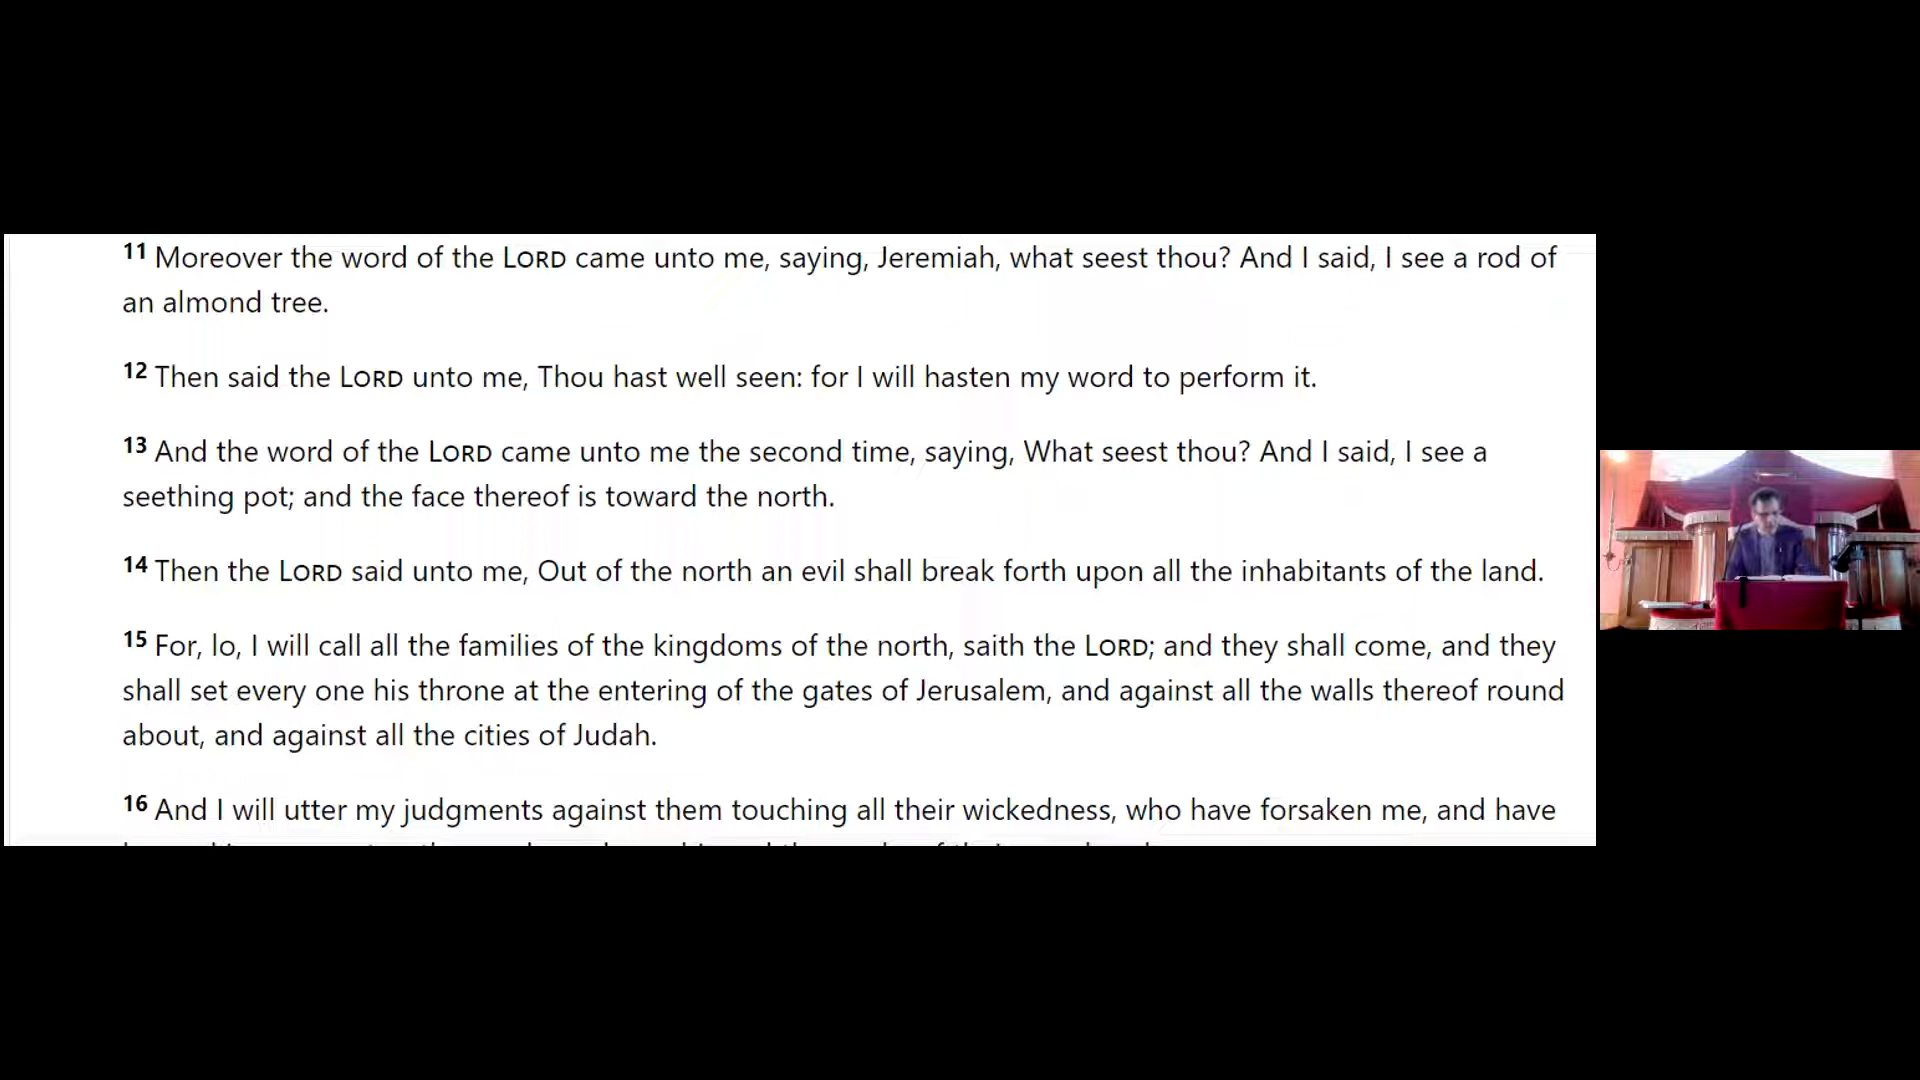 11 Moreover the word of the LORD came unto me, saying, Jeremiah, what seest thou? And I said, I see a rod of
an almond tree.
12 Then said the LORD unto me, Thou hast well seen: for I will hasten my word to perform it.
13 And the word of the LORD came unto me the second time, saying, What seest thou? And I said, I see a
seething pot; and the face thereof is toward the north.
14 Then the LORD said unto me, Out of the north an evil shall break forth upon all the inhabitants of the land.
15 For, lo, I will call all the families of the kingdoms of the north, saith the LORD; and they shall come, and they
shall set every one his throne at the entering of the gates of Jerusalem, and against all the walls thereof round
about, and against all the cities of Judah.
16 And I will utter my judgments against them touching all their wickedness, who have forsaken me, and have